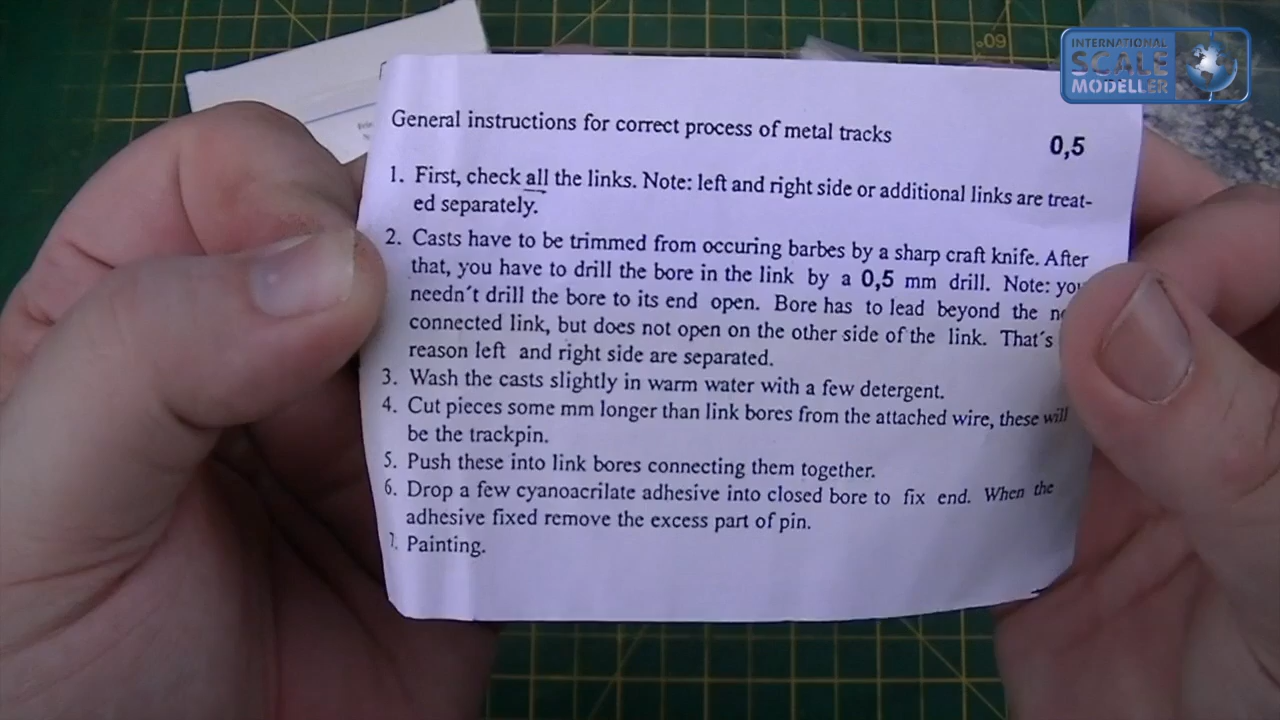 INTERNATIONAL
SCALE
MODELLER
09
General instructions for correct process of metal tracks
0,5
1. First, check all the links. Note: left and right side or additional links are treat-
ed separately.
2. Casts have to be trimmed from occuring barbes by a sharp craft knife. After
that, you have to drill the bore in the link by a 0,5 mm drill. Note: you
needn´t drill the bore to its end open. Bore has to lead beyond the
connected link, but does not open on the other side of the link. That´s
reason left and right side are separated.
3. Wash the casts slightly in warm water with a few detergent.
4. Cut pieces some mm longer than link bores from the attached wire, these will
be the trackpin.
5. Push these into link bores connecting them together.
6. Drop a few cyanoacrilate adhesive into closed bore to fix end. When the
adhesive fixed remove the excess part of pin.
7. Painting.